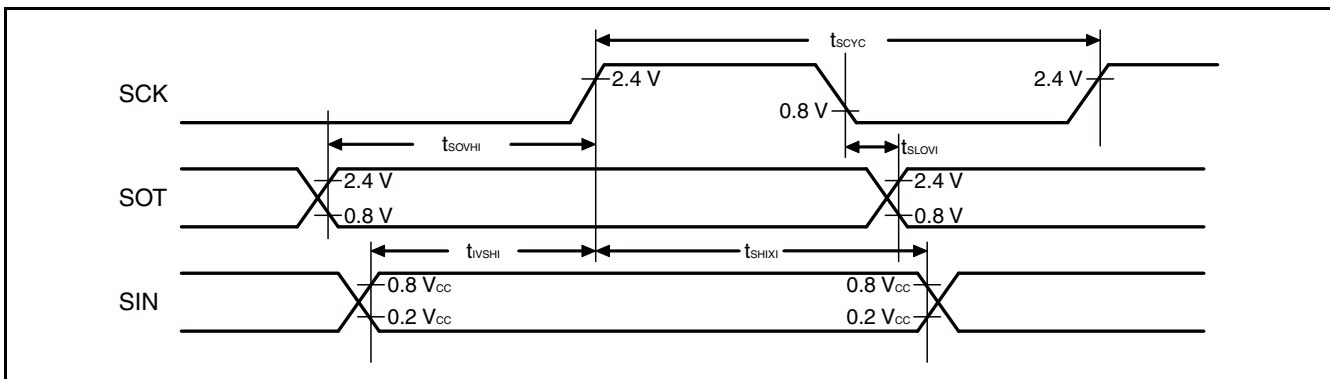 tSCYC
SCK
2.4 V
0.8 V
2.4 V
tSOVHI
tSLOVI
SOT
2.4 V
0.8 V
2.4 V
0.8 V
tIVSHI
tSHIXI
SIN
0.8 VCC
0.2 VCC
0.8 VCC
0.2 VCC